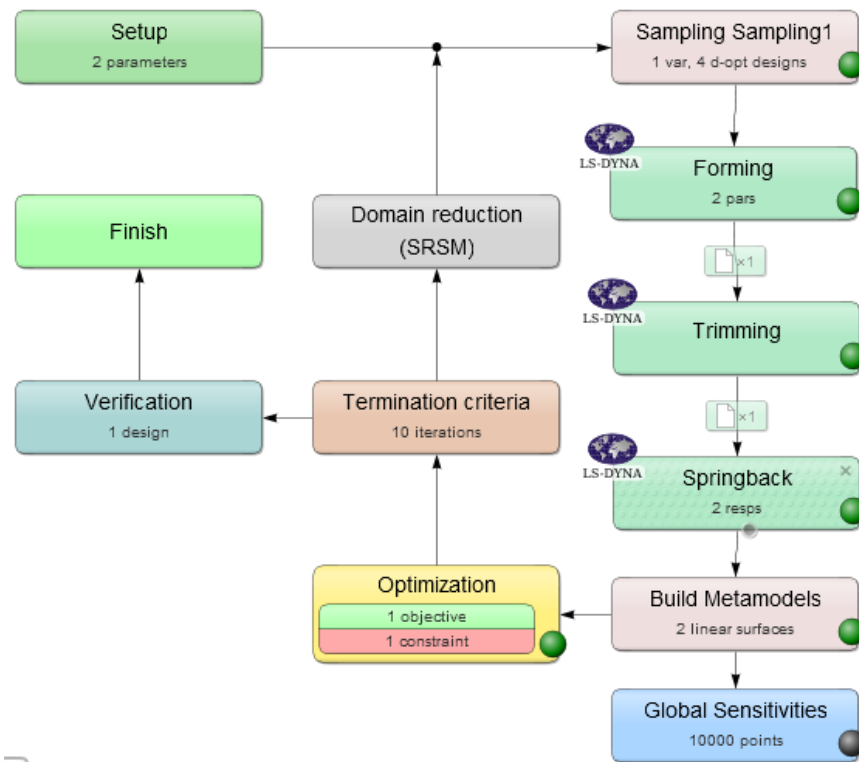 Setup
2 parameters
Sampling Sampling1
1 var, 4 d-opt designs
LS-DYNA
Forming
2 pars
×1
Finish
Domain reduction
(SRSM)
LS-DYNA
Trimming
×1
Verification
1 design
Termination criteria
10 iterations
LS-DYNA
Springback
2 resps
Optimization
1 objective
1 constraint
Build Metamodels
2 linear surfaces
Global Sensitivities
10000 points